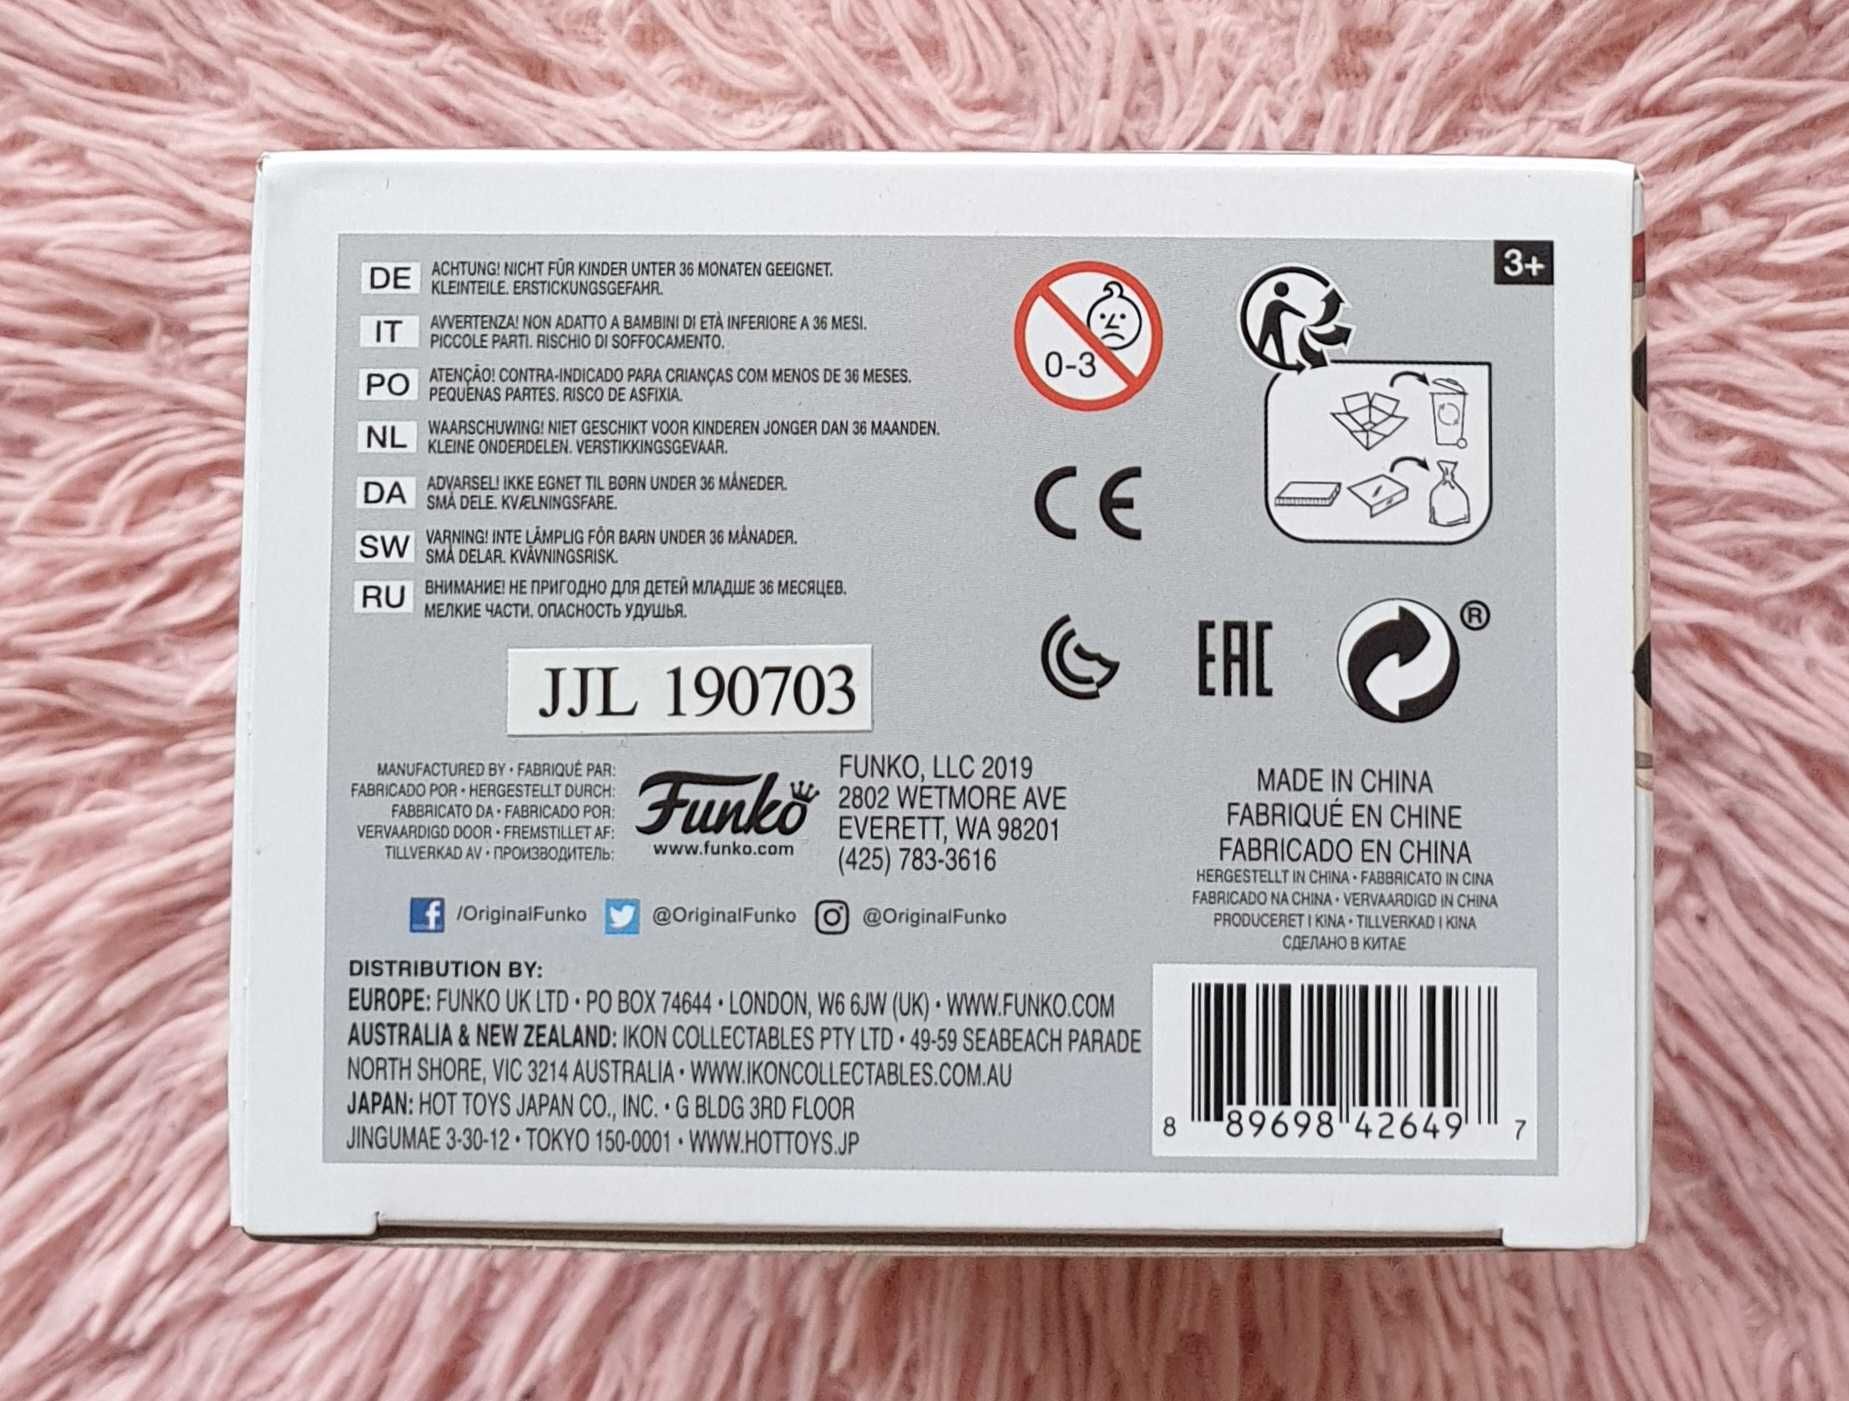 3+
DE
ACHTUNG! NICHT FÜR KINDER UNTER 36 MONATEN GEEIGNET.
KLEINTEILE. ERSTICKUNGSGEFAHR.
IT
AVVERTENZA! NON ADATTO A BAMBINI DI ETÀ INFERIORE A 36 MESI.
PICCOLE PARTI. RISCHIO DI SOFFOCAMENTO.
PO
ATENÇÃO! CONTRA-INDICADO PARA CRIANÇAS COM MENOS DE 36 MESES.
PEQUENAS PARTES. RISCO DE ASFIXIA.
NL
WAARSCHUWING! NIET GESCHIKT VOOR KINDEREN JONGER DAN 36 MAANDEN.
KLEINE ONDERDELEN. VERSTIKKINGSGEVAAR.
DA
ADVARSEL! IKKE EGNET TIL BØRN UNDER 36 MÅNEDER.
SMÅ DELE. KVÆLNINGSFARE.
SW
VARNING! INTE LÄMPLIG FÖR BARN UNDER 36 MÅNADER.
SMÅ DELAR. KVÄVNINGSRISK.
RU
ВНИМАНИЕ! НЕ ПРИГОДНО ДЛЯ ДЕТЕЙ МЛАДШЕ 36 МЕСЯЦЕВ.
МЕЛКИЕ ЧАСТИ. ОПАСНОСТЬ УДУШЬЯ.
0-3
CE
EAC
®
JJL 190703
MANUFACTURED BY • FABRIQUÉ PAR:
FABRICADO POR • HERGESTELLT DURCH:
FABBRICATO DA • FABRICADO POR:
VERVAARDIGD DOOR • FREMSTILLET AF:
TILLVERKAD AV • ПРОИЗВОДИТЕЛЬ:
Funko
www.funko.com
FUNKO, LLC 2019
2802 WETMORE AVE
EVERETT, WA 98201
(425) 783-3616
MADE IN CHINA
FABRIQUÉ EN CHINE
FABRICADO EN CHINA
HERGESTELLT IN CHINA • FABBRICATO IN CINA
FABRICADO NA CHINA • VERVAARDIGD IN CHINA
PRODUCERET I KINA • TILLVERKAD I KINA
СДЕЛАНО В КИТАЕ
/OriginalFunko @OriginalFunko @OriginalFunko
DISTRIBUTION BY:
EUROPE: FUNKO UK LTD • PO BOX 74644 • LONDON, W6 6JW (UK) • WWW.FUNKO.COM
AUSTRALIA & NEW ZEALAND: IKON COLLECTABLES PTY LTD • 49-59 SEABEACH PARADE
NORTH SHORE, VIC 3214 AUSTRALIA • WWW.IKONCOLLECTABLES.COM.AU
JAPAN: HOT TOYS JAPAN CO., INC. • G BLDG 3RD FLOOR
JINGUMAE 3-30-12 • TOKYO 150-0001 • WWW.HOTTOYS.JP
8 89698 42649 7